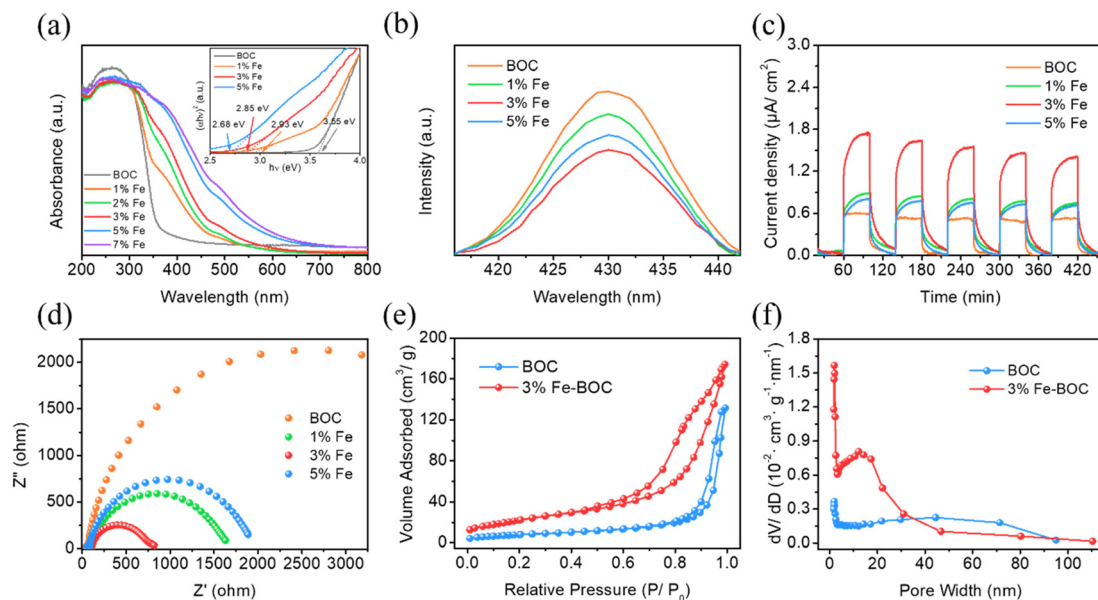 (a)
Absorbance (a.u.)
BOC
1% Fe
2% Fe
3% Fe
5% Fe
7% Fe
200 300 400 500 600 700 800
Wavelength (nm)
(αhν)² (a.u.)
BOC
1% Fe
3% Fe
5% Fe
2.85 eV
2.68 eV
2.93 eV
3.55 eV
2.5 3.0 3.5 4.0
hν (eV)
(b)
Intensity (a.u.)
BOC
1% Fe
3% Fe
5% Fe
420 425 430 435 440
Wavelength (nm)
(c)
Current density (μA/ cm²)
3.0
2.4
1.8
1.2
0.6
0.0
BOC
1% Fe
3% Fe
5% Fe
60 120 180 240 300 360 420
Time (min)
(d)
Z'' (ohm)
2000
1500
1000
500
0
BOC
1% Fe
3% Fe
5% Fe
0 500 1000 1500 2000 2500 3000
Z' (ohm)
(e)
Volume Adsorbed (cm³/ g)
200
160
120
80
40
0
BOC
3% Fe-BOC
0.0 0.2 0.4 0.6 0.8 1.0
Relative Pressure (P/ P₀)
(f)
dV/ dD (10⁻²· cm³· g⁻¹·nm⁻¹)
1.8
1.5
1.2
0.9
0.6
0.3
0.0
BOC
3% Fe-BOC
0 20 40 60 80 100
Pore Width (nm)